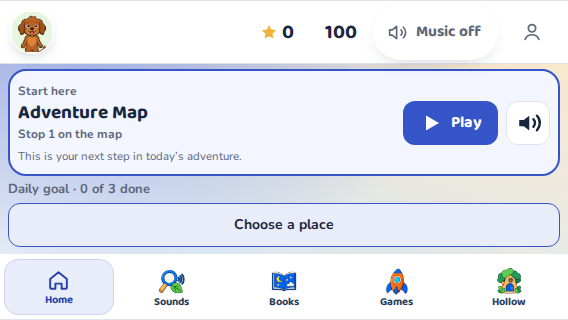 0
100
Music off
Start here
Adventure Map
Stop 1 on the map
This is your next step in today's adventure.
Play
Daily goal · 0 of 3 done
Choose a place
Home
Sounds
Books
Games
Hollow